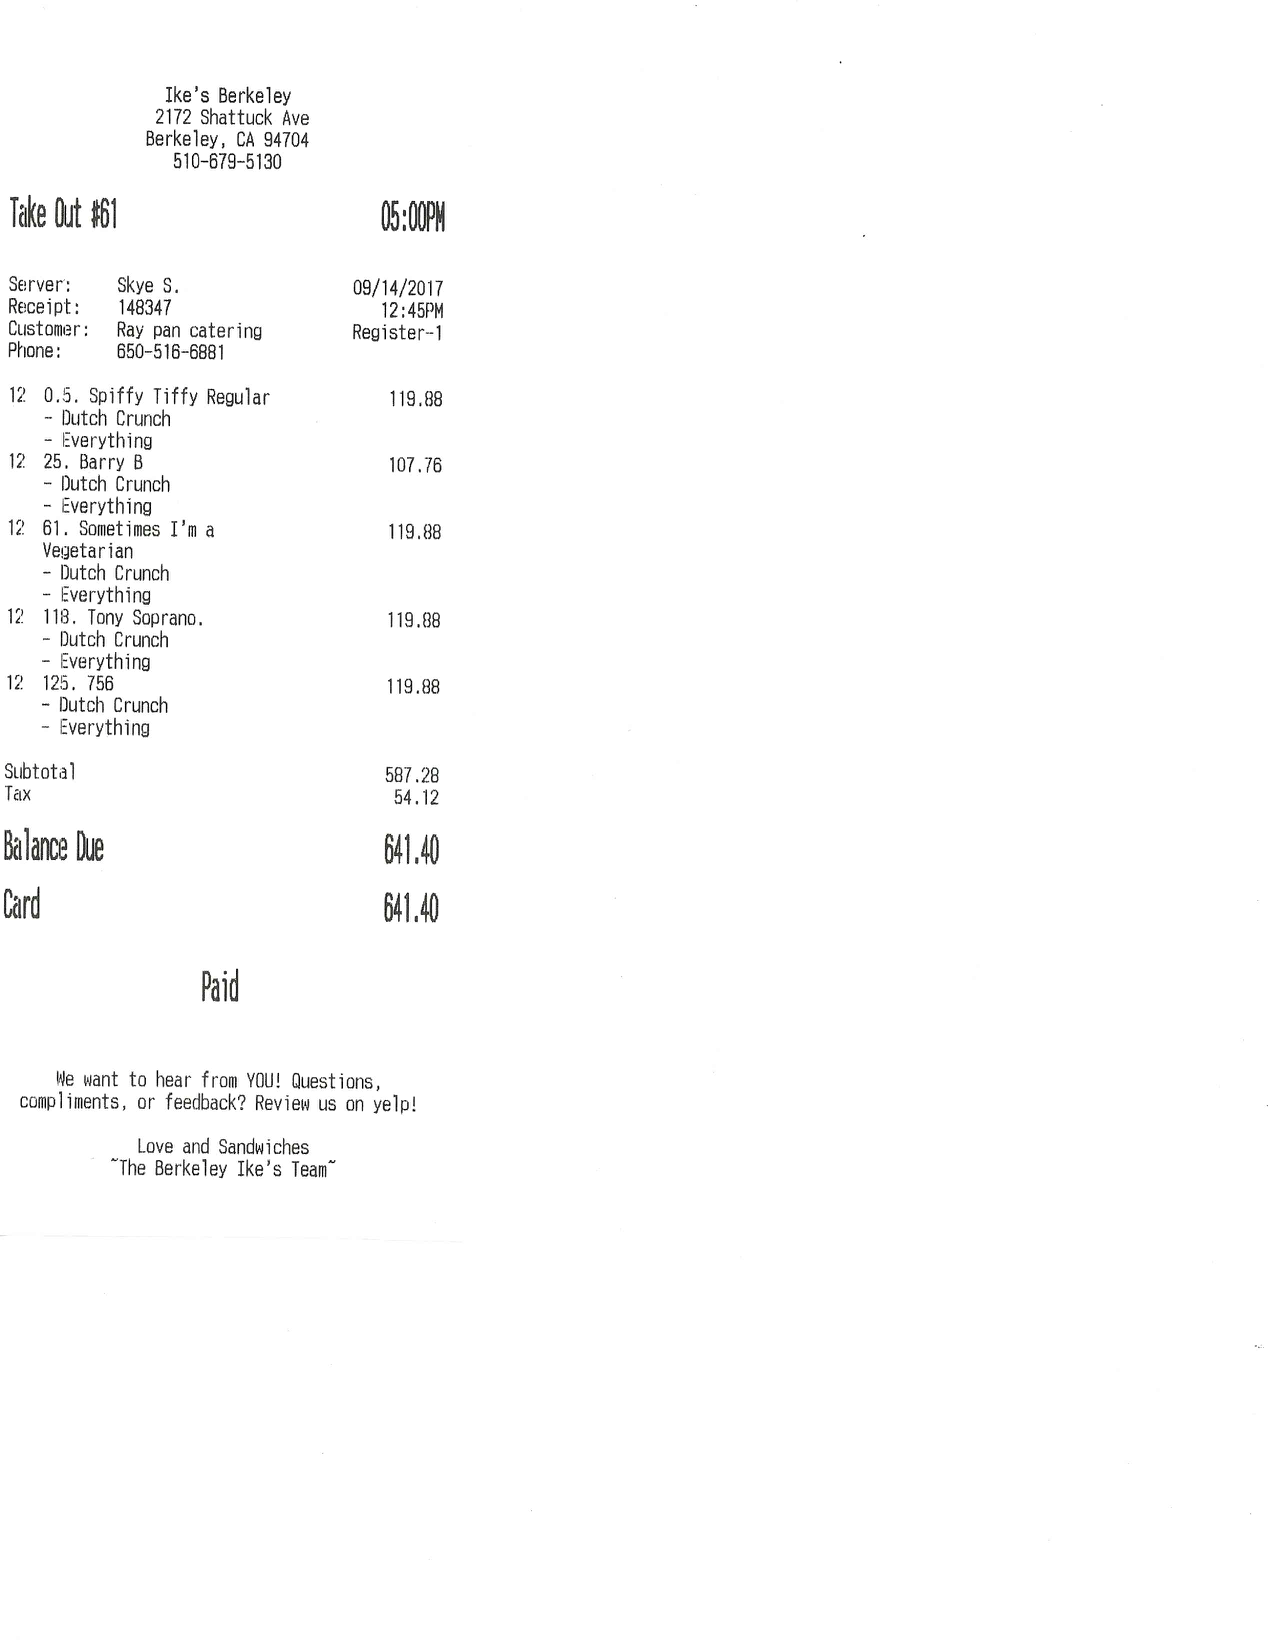 Ike's Berkeley
2172 Shattuck Ave
Berkeley, CA 94704
510-679-5130
Take Out #61 05:00PM
Server: Skye S. 09/14/2017
Receipt: 148347 12:45PM
Customer: Ray pan catering Register-1
Phone: 650-516-6881
12 0.5. Spiffy Tiffy Regular 119.88
- Dutch Crunch
- Everything
12 25. Barry B 107.76
- Dutch Crunch
- Everything
12 61. Sometimes I'm a 119.88
Vegetarian
- Dutch Crunch
- Everything
12 118. Tony Soprano. 119.88
- Dutch Crunch
- Everything
12 125. 756 119.88
- Dutch Crunch
- Everything
Subtotal 587.28
Tax 54.12
Balance Due 641.40
Card 641.40
Paid
We want to hear from YOU! Questions,
compliments, or feedback? Review us on yelp!
Love and Sandwiches
~The Berkeley Ike's Team~